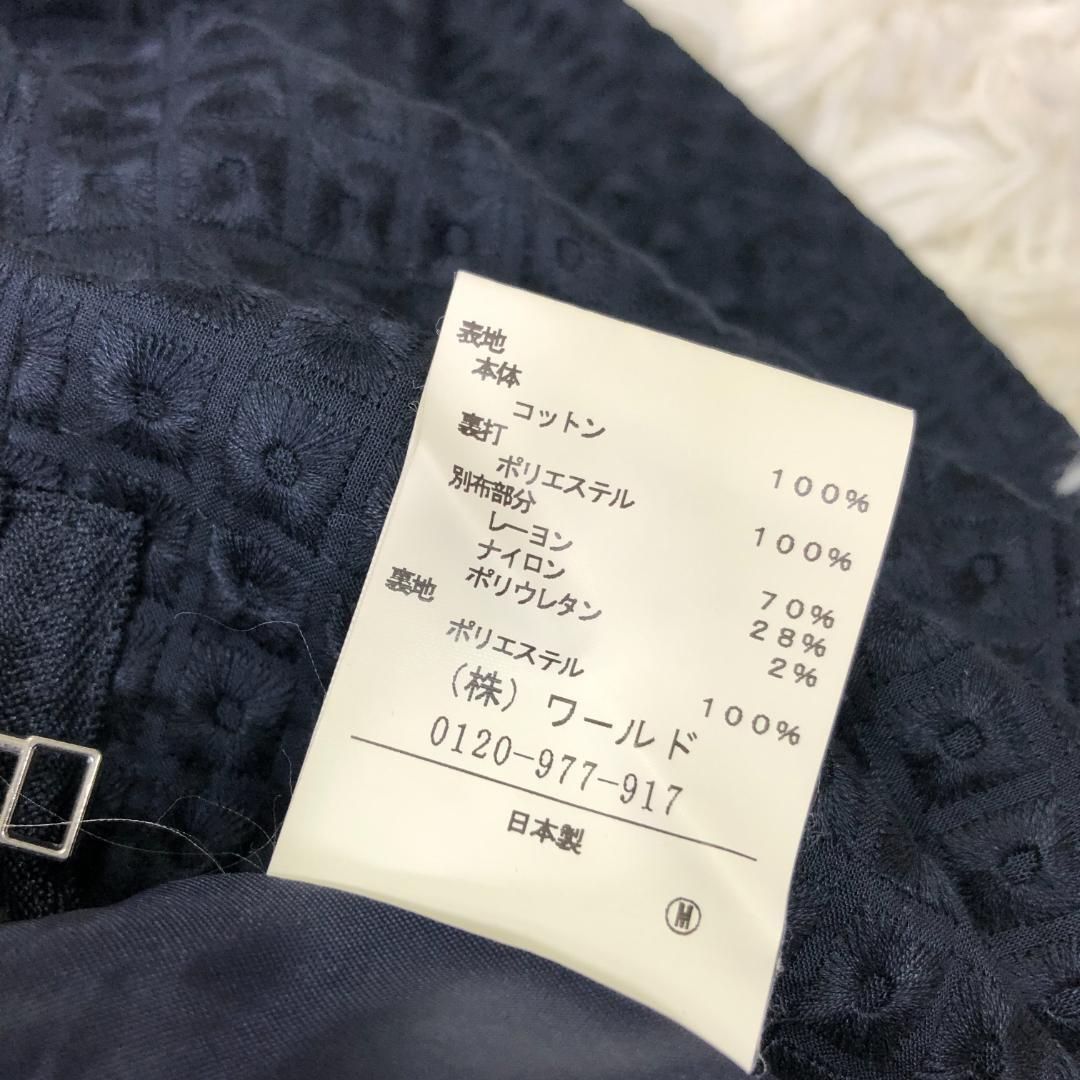 表地
本体
コットン 100%
裏打
ポリエステル 100%
別布部分
レーヨン 70%
ナイロン 28%
ポリウレタン 2%
裏地
ポリエステル 100%
(株) ワールド
0120-977-917
日本製
Ⓜ